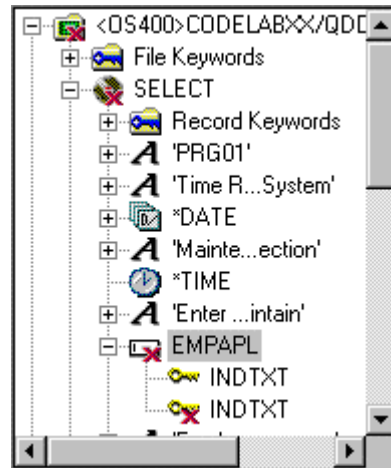 <OS400>CODELABXX/QDD
File Keywords
SELECT
Record Keywords
'PRG01'
'Time R...System'
*DATE
'Mainte...ection'
*TIME
'Enter ...intain'
EMPAPL
INDTXT
INDTXT